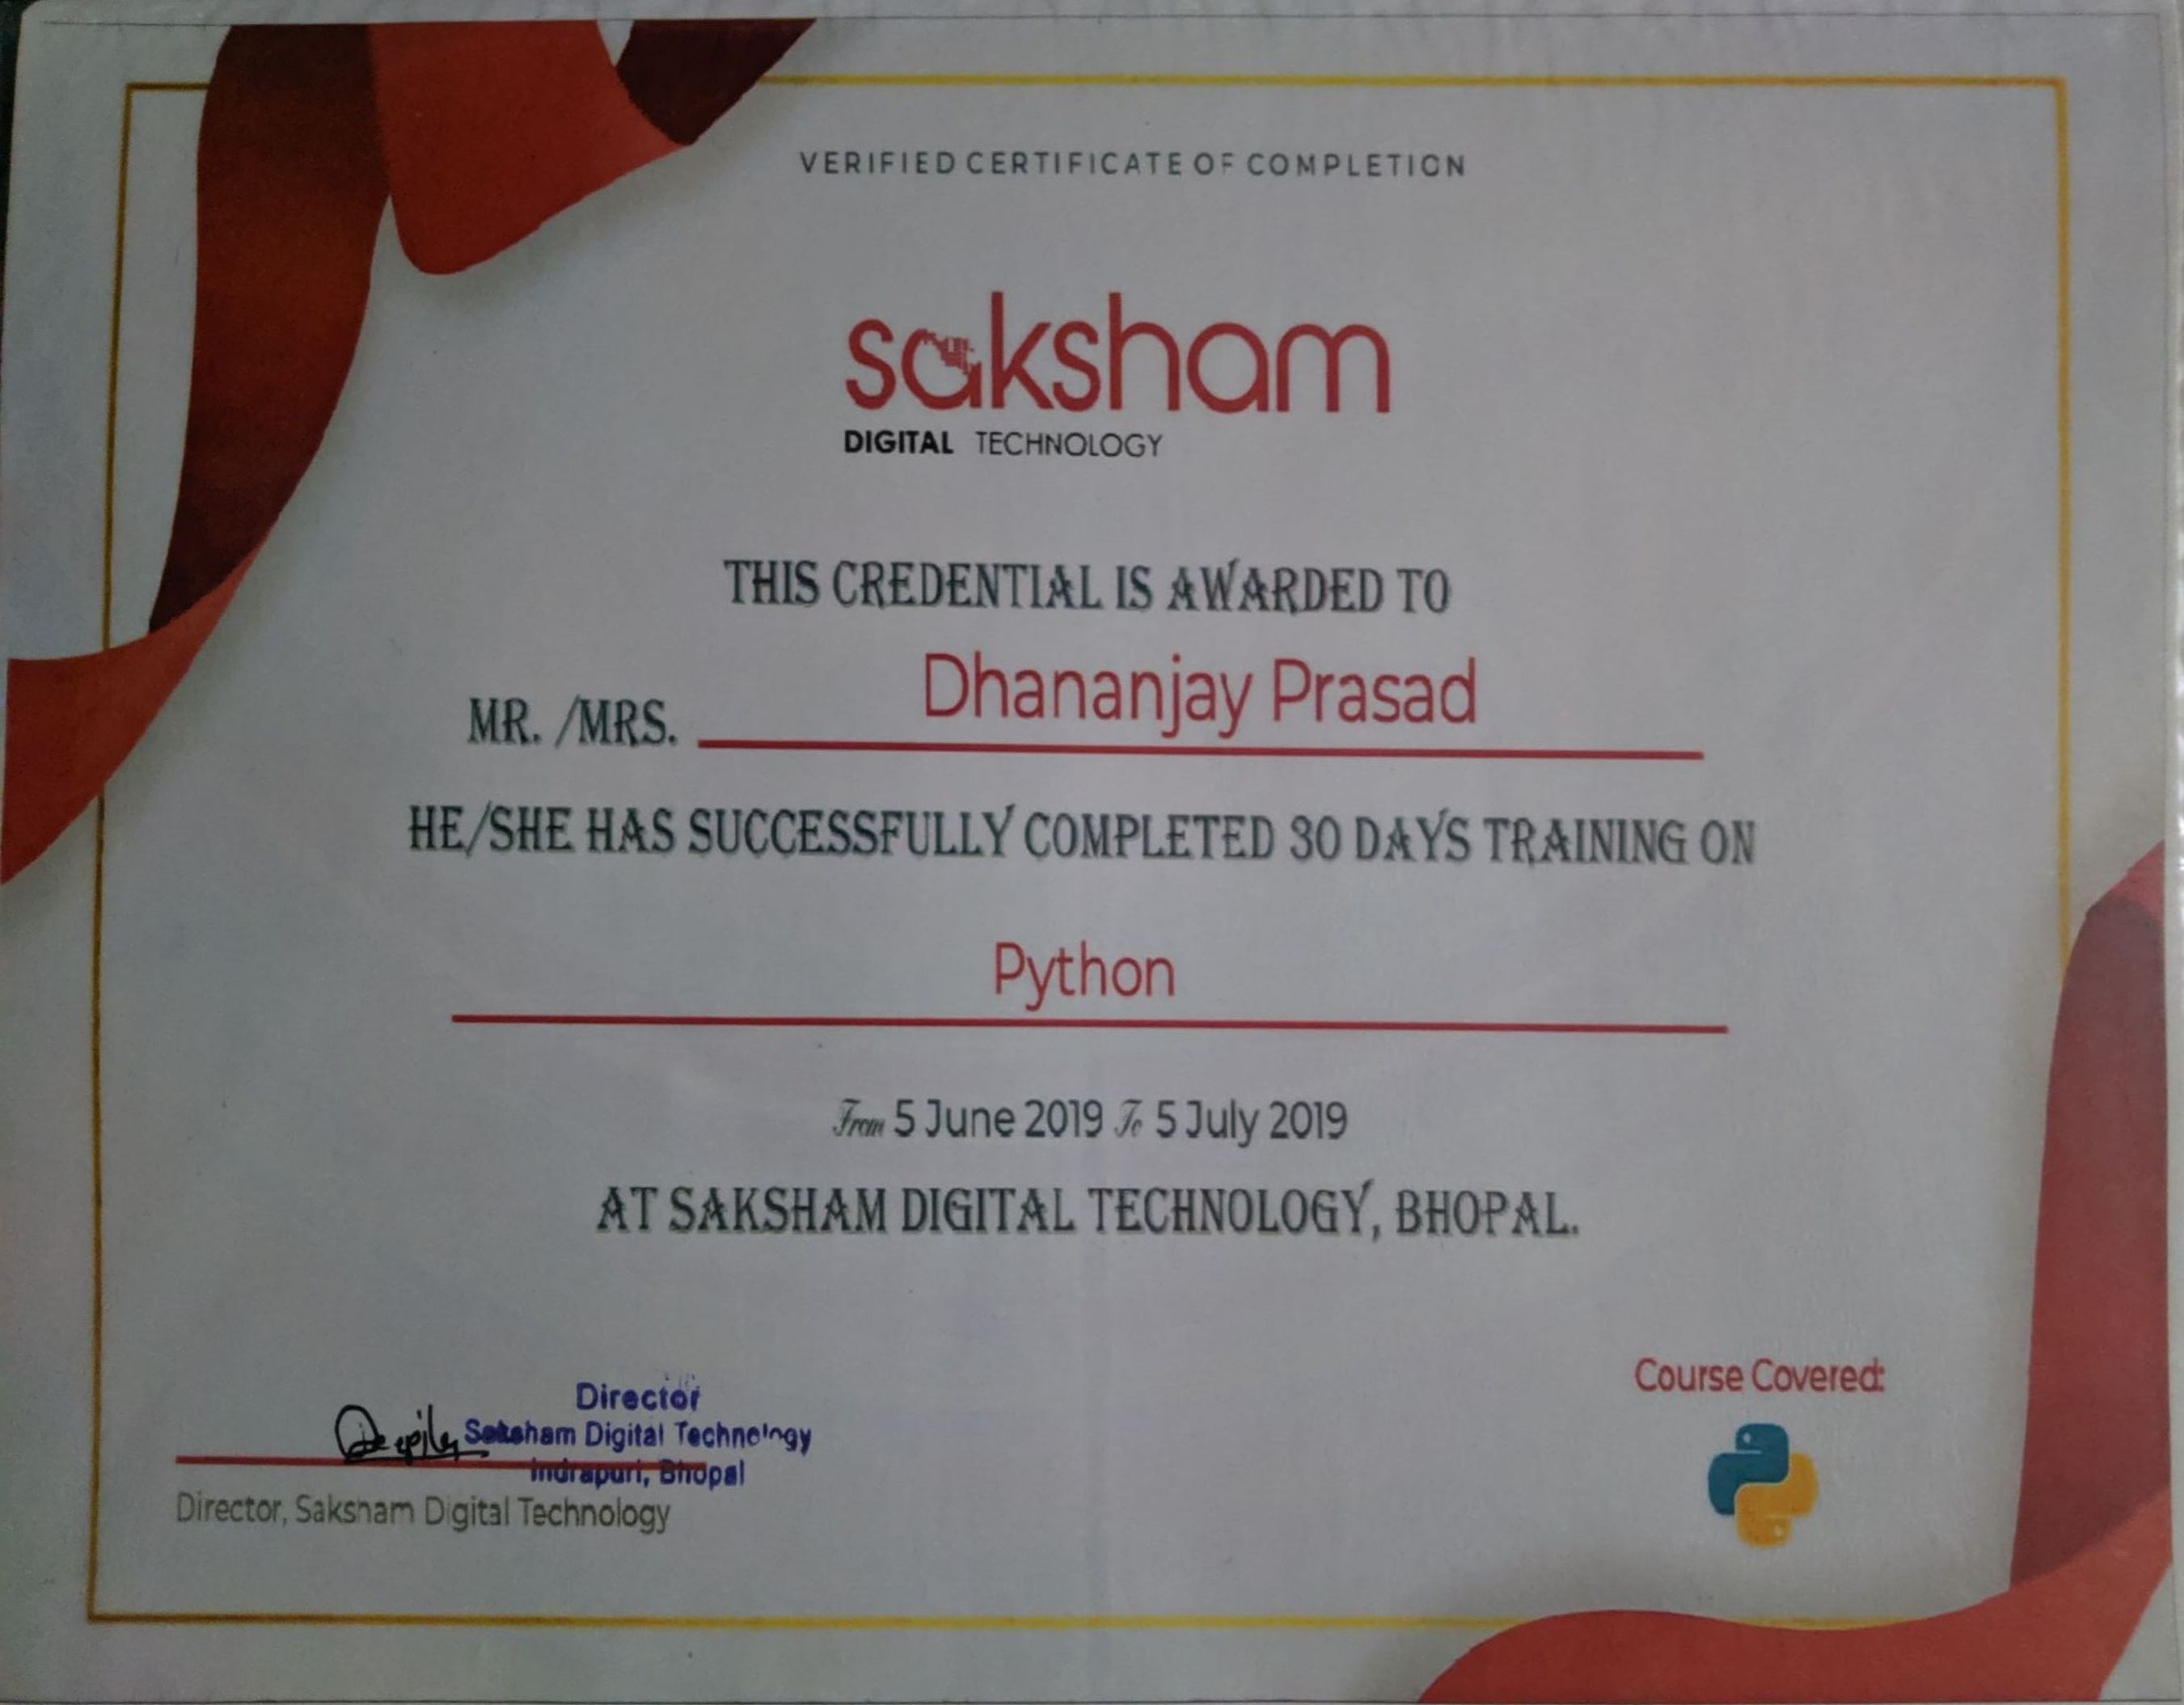 VERIFIED CERTIFICATE OF COMPLETION
saksham
DIGITAL TECHNOLOGY
THIS CREDENTIAL IS AWARDED TO
MR. /MRS. Dhananjay Prasad
HE/SHE HAS SUCCESSFULLY COMPLETED 30 DAYS TRAINING ON
Python
From 5 June 2019 To 5 July 2019
AT SAKSHAM DIGITAL TECHNOLOGY, BHOPAL.
Director
Saksham Digital Technology
Indrapuri, Bhopal
Director, Saksham Digital Technology
Course Covered: